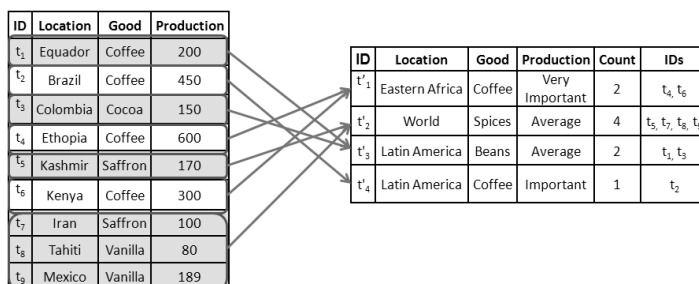 ID Location Good Production
t1 Equador Coffee 200
t2 Brazil Coffee 450
t3 Colombia Cocoa 150
t4 Ethopia Coffee 600
t5 Kashmir Saffron 170
t6 Kenya Coffee 300
t7 Iran Saffron 100
t8 Tahiti Vanilla 80
t9 Mexico Vanilla 189
ID Location Good Production Count IDs
t'1 Eastern Africa Coffee Very Important 2 t4, t6
t'2 World Spices Average 4 t5, t7, t8,
t'3 Latin America Beans Average 2 t1, t3
t'4 Latin America Coffee Important 1 t2